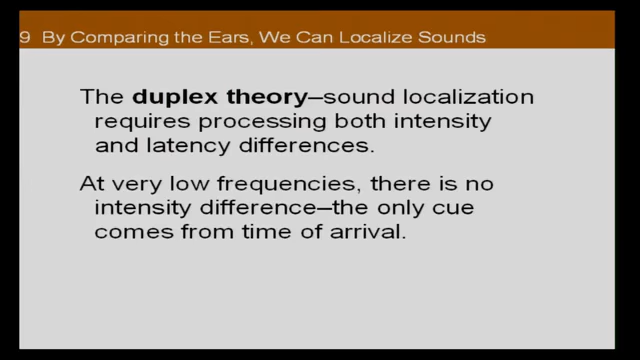 9 By Comparing the Ears, We Can Localize Sounds
The duplex theory—sound localization
requires processing both intensity
and latency differences.
At very low frequencies, there is no
intensity difference—the only cue
comes from time of arrival.